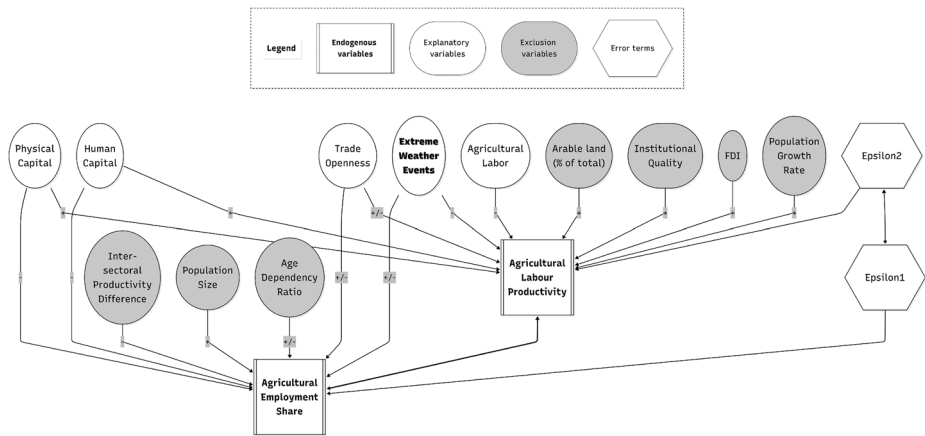 Legend
Endogenous
variables
Explanatory
variables
Exclusion
variables
Error terms
Physical
Capital
Human
Capital
Trade
Openness
Extreme
Weather
Events
Agricultural
Labor
Arable land
(% of total)
Institutional
Quality
FDI
Population
Growth
Rate
Epsilon2
+
+
+/-
-
-
+
+
+
Inter-
sectoral
Productivity
Difference
Population
Size
Age
Dependency
Ratio
-
-
+/-
+/-
Agricultural
Labour
Productivity
Epsilon1
-
+
+/-
Agricultural
Employment
Share